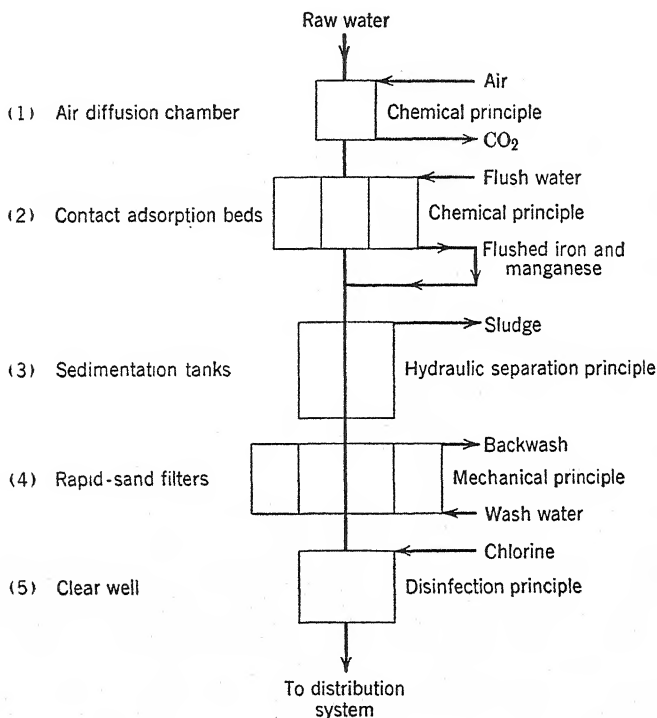 Raw water
Air
(1) Air diffusion chamber
Chemical principle
CO2
Flush water
(2) Contact adsorption beds
Chemical principle
Flushed iron and
manganese
Sludge
(3) Sedimentation tanks
Hydraulic separation principle
Backwash
(4) Rapid-sand filters
Mechanical principle
Wash water
Chlorine
(5) Clear well
Disinfection principle
To distribution
system